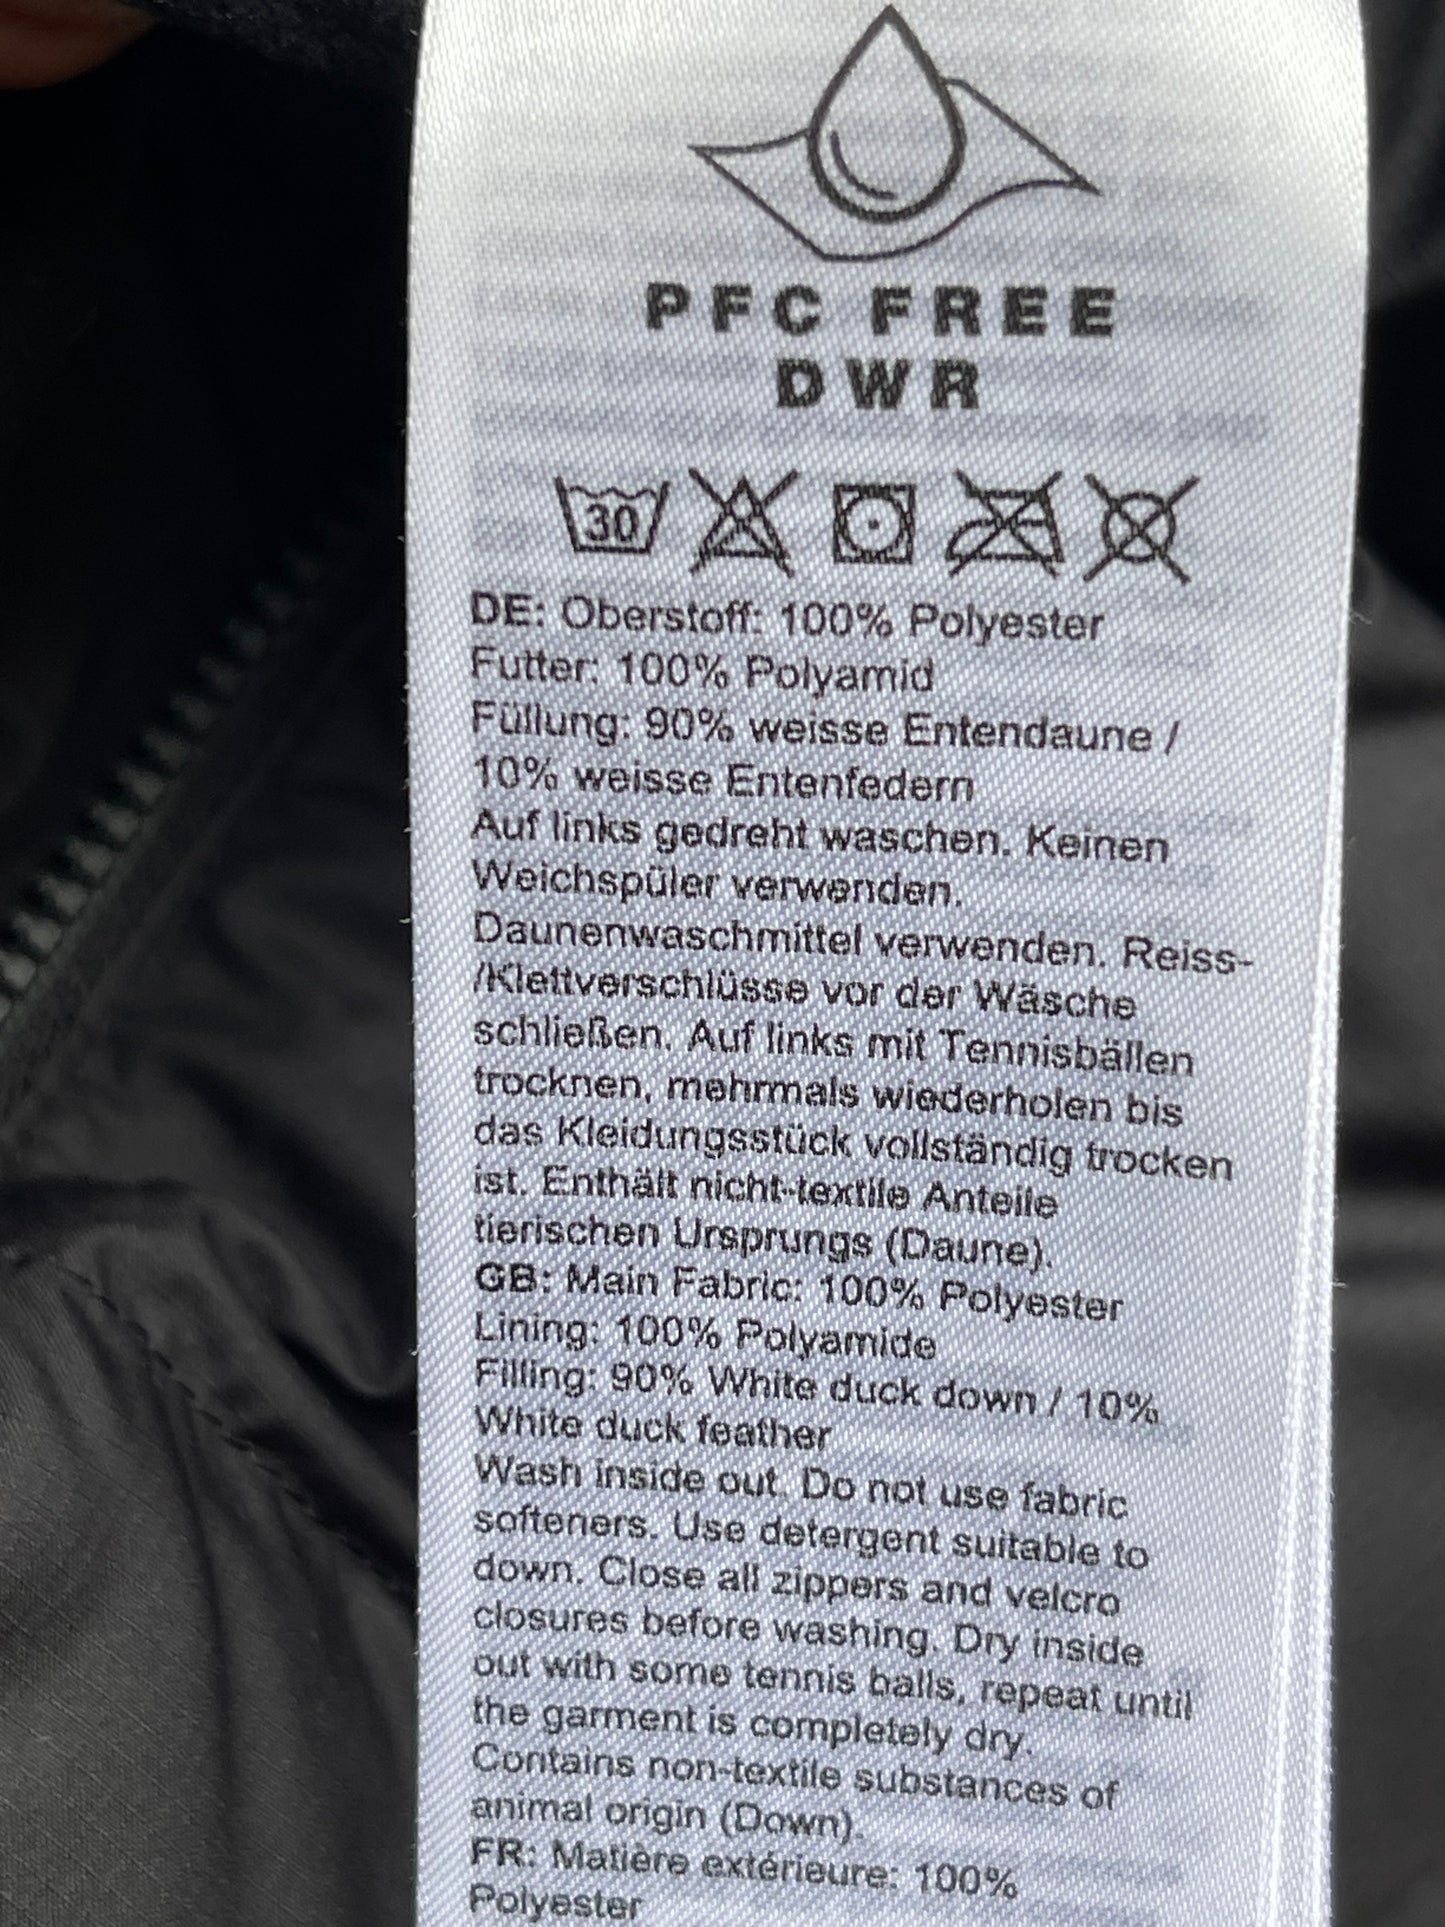 PFC FREE
DWR
30
DE: Oberstoff: 100% Polyester
Futter: 100% Polyamid
Füllung: 90% weisse Entendaune /
10% weisse Entenfedern
Auf links gedreht waschen. Keinen
Weichspüler verwenden.
Daunenwaschmittel verwenden. Reiss-
/Klettverschlüsse vor der Wäsche
schließen. Auf links mit Tennisbällen
trocknen, mehrmals wiederholen bis
das Kleidungsstück vollständig trocken
ist. Enthält nicht-textile Anteile
tierischen Ursprungs (Daune).
GB: Main Fabric: 100% Polyester
Lining: 100% Polyamide
Filling: 90% White duck down / 10%
White duck feather
Wash inside out. Do not use fabric
softeners. Use detergent suitable to
down. Close all zippers and velcro
closures before washing. Dry inside
out with some tennis balls, repeat until
the garment is completely dry.
Contains non-textile substances of
animal origin (Down).
FR: Matière extérieure: 100%
Polyester